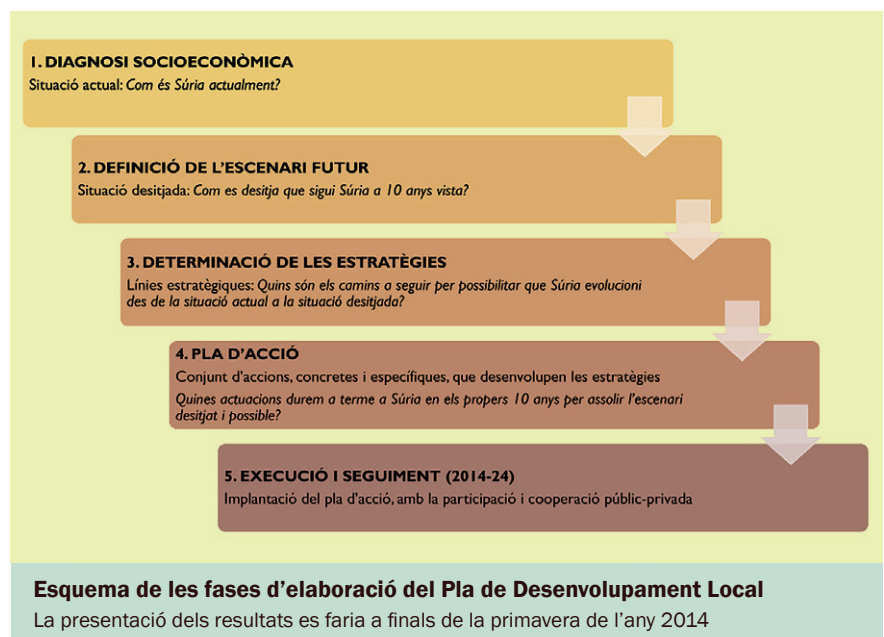 1. DIAGNOSI SOCIOECONÒMICA
Situació actual: Com és Súria actualment?
2. DEFINICIÓ DE L’ESCENARI FUTUR
Situació desitjada: Com es desitja que sigui Súria a 10 anys vista?
3. DETERMINACIÓ DE LES ESTRATÈGIES
Línies estratègiques: Quins són els camins a seguir per possibilitar que Súria evolucioni
des de la situació actual a la situació desitjada?
4. PLA D’ACCIÓ
Conjunt d’accions, concretes i específiques, que desenvolupen les estratègies
Quines actuacions durem a terme a Súria en els propers 10 anys per assolir l’escenari
desitjat i possible?
5. EXECUCIÓ I SEGUIMENT (2014-24)
Implantació del pla d’acció, amb la participació i cooperació públic-privada
Esquema de les fases d’elaboració del Pla de Desenvolupament Local
La presentació dels resultats es faria a finals de la primavera de l’any 2014